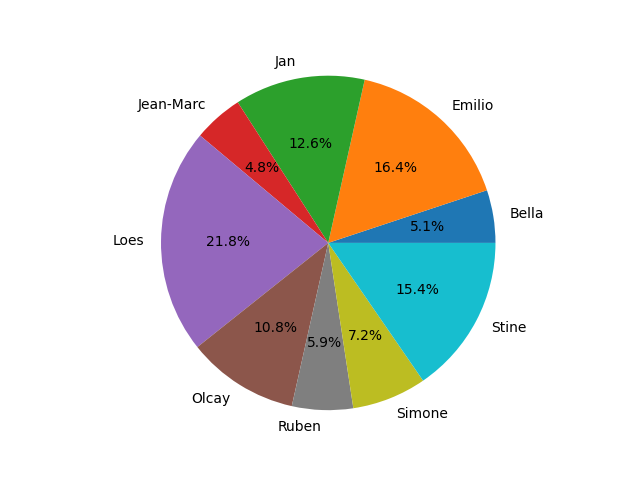 Jan
Jean-Marc
Emilio
12.6%
4.8%
16.4%
Bella
5.1%
Loes
21.8%
15.4%
10.8%
5.9%
7.2%
Stine
Olcay
Simone
Ruben